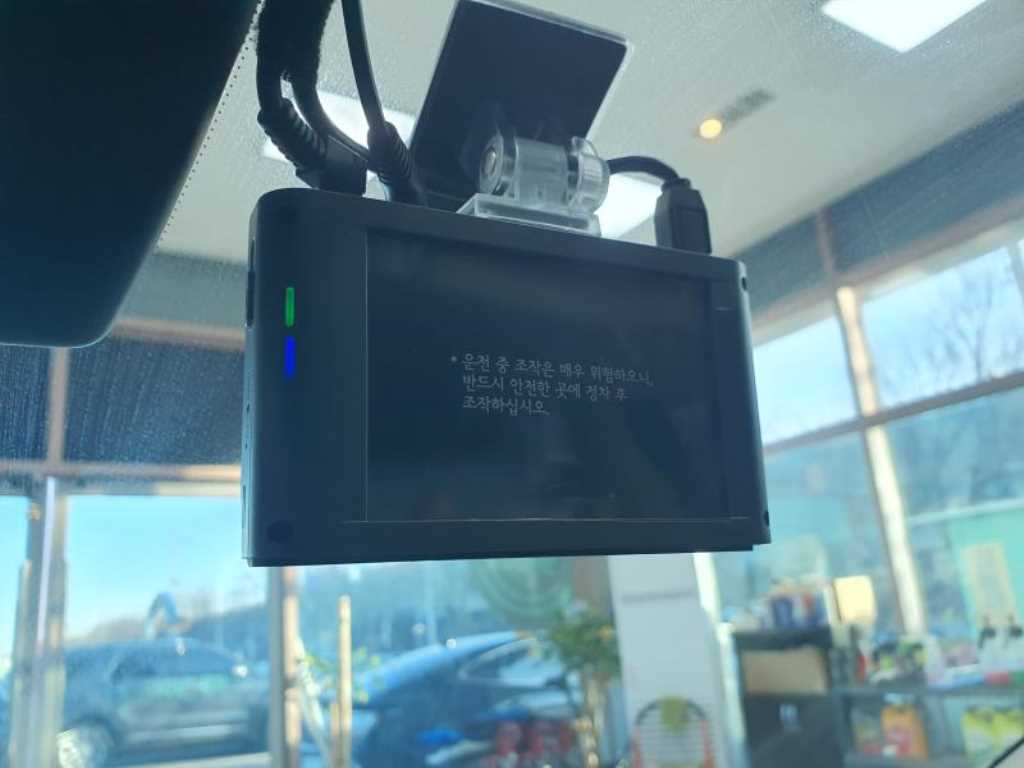 * 운전 중 조작은 매우 위험하오니,
반드시 안전한 곳에 정차 후
조작하십시오.